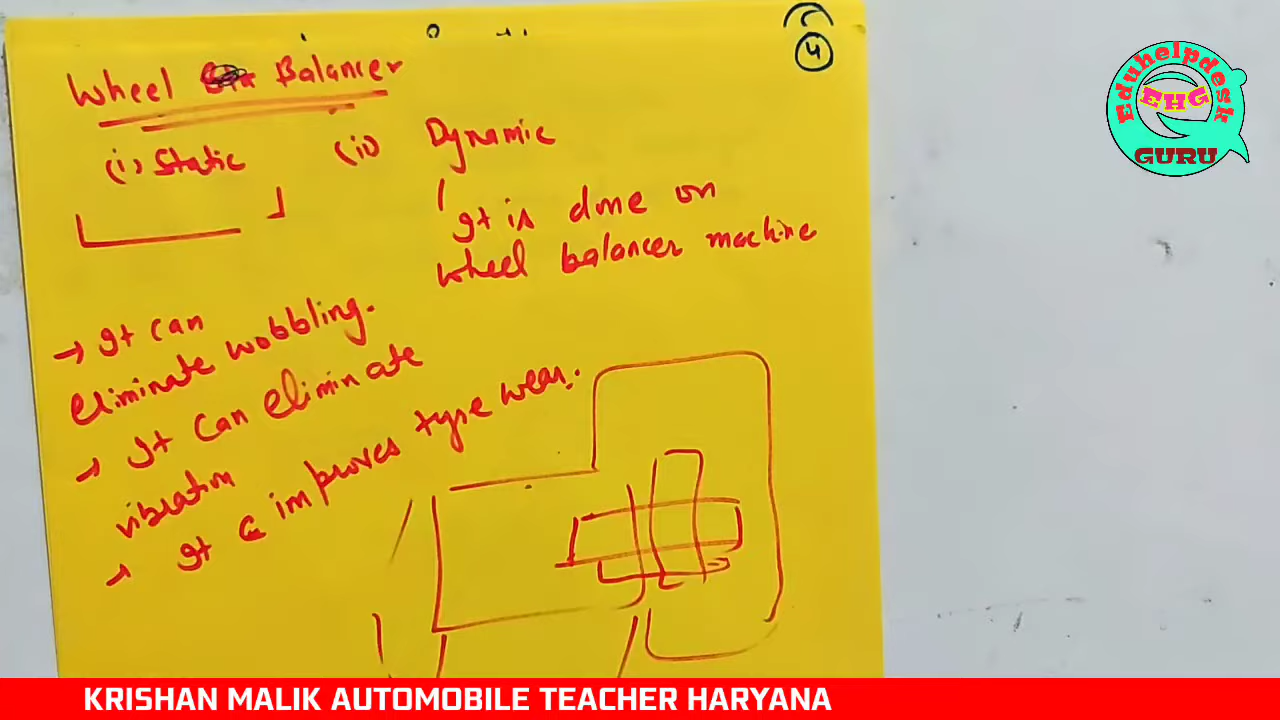 4
Wheel Balancer
(i) Static (ii) Dynamic
It is done on
wheel balancer machine
→ It can
eliminate wobbling.
→ It can eliminate
vibration
→ It improves tyre wear.
Eduhelpdesk
EHG
GURU
KRISHAN MALIK AUTOMOBILE TEACHER HARYANA